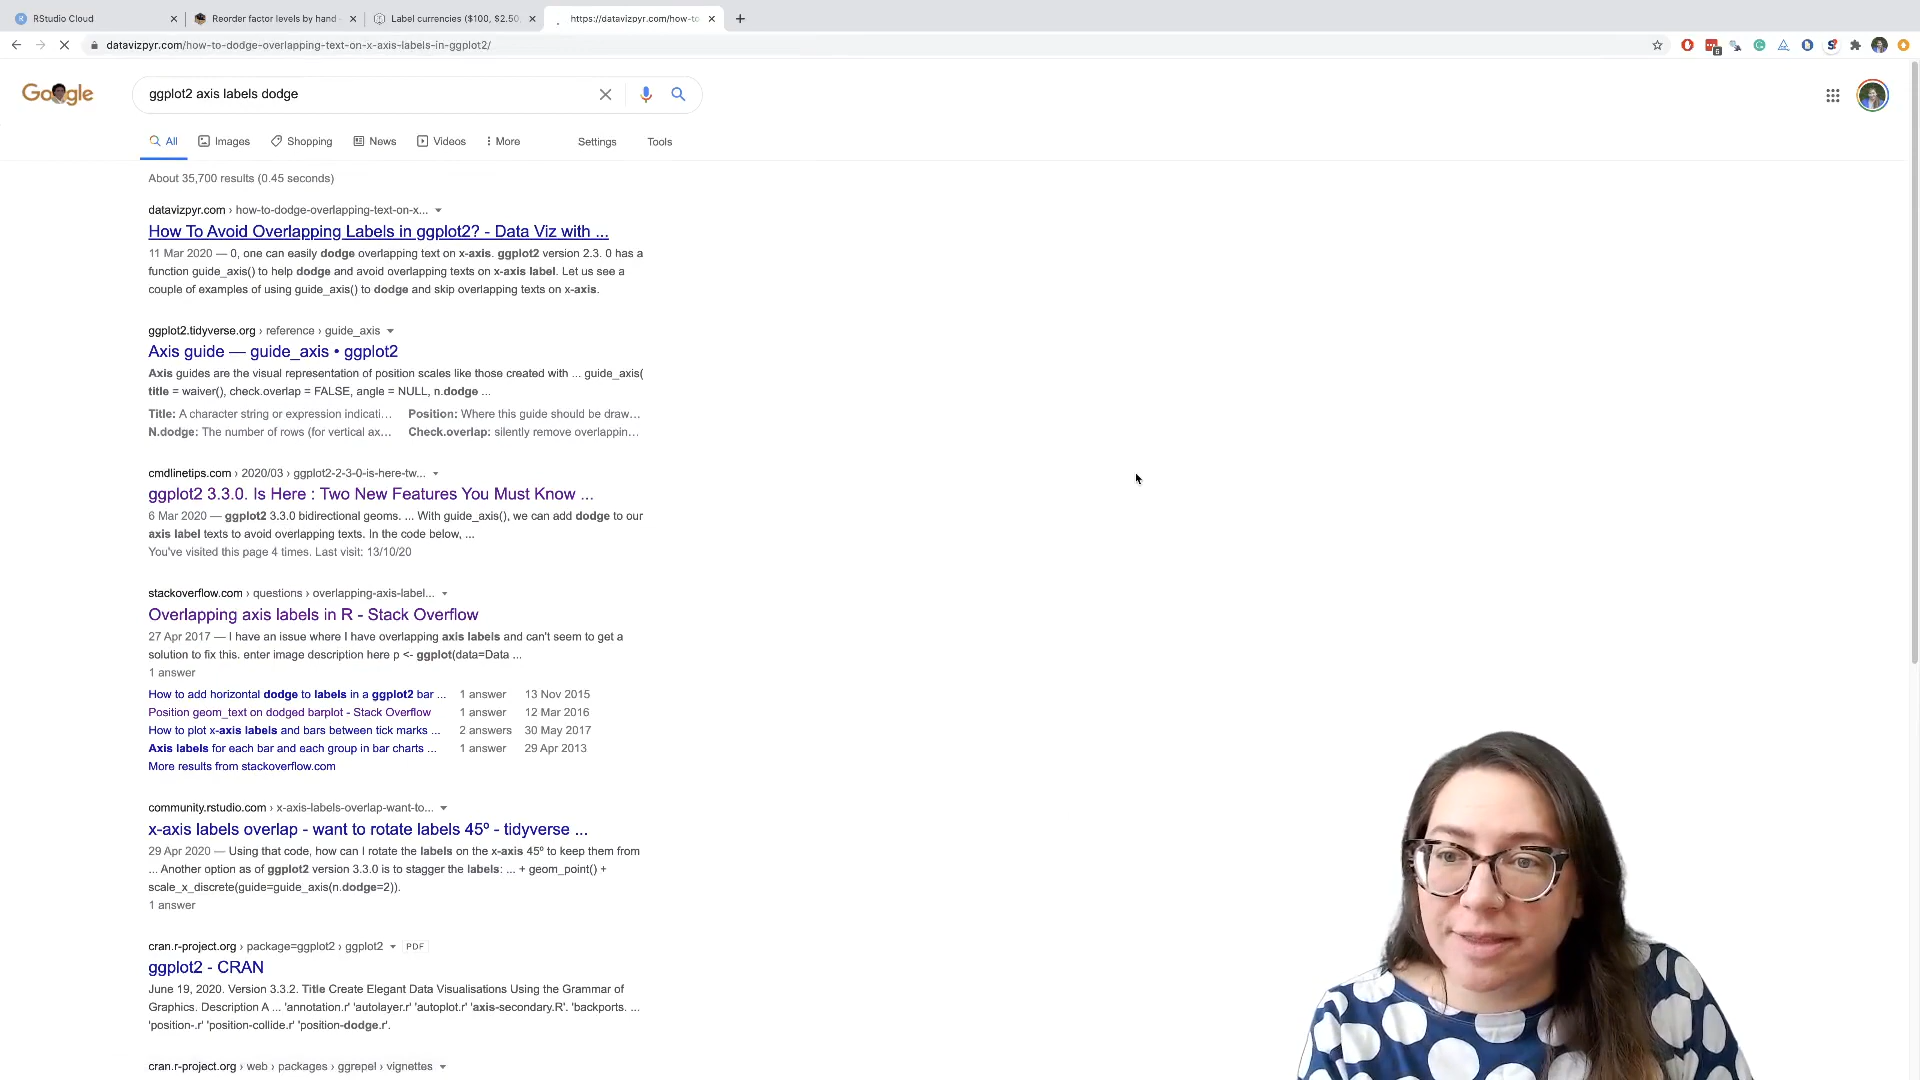 RStudio Cloud
Reorder factor levels by hand
Label currencies ($100, $2.50,
https://datavizpyr.com/how-to
datavizpyr.com/how-to-dodge-overlapping-text-on-x-axis-labels-in-ggplot2/
ggplot2 axis labels dodge
All Images Shopping News Videos More Settings Tools
About 35,700 results (0.45 seconds)
datavizpyr.com › how-to-dodge-overlapping-text-on-x...
How To Avoid Overlapping Labels in ggplot2? - Data Viz with ...
11 Mar 2020 — 0, one can easily dodge overlapping text on x-axis. ggplot2 version 2.3. 0 has a
function guide_axis() to help dodge and avoid overlapping texts on x-axis label. Let us see a
couple of examples of using guide_axis() to dodge and skip overlapping texts on x-axis.
ggplot2.tidyverse.org › reference › guide_axis
Axis guide — guide_axis • ggplot2
Axis guides are the visual representation of position scales like those created with ... guide_axis(
title = waiver(), check.overlap = FALSE, angle = NULL, n.dodge ...
Title: A character string or expression indicati... Position: Where this guide should be draw...
N.dodge: The number of rows (for vertical ax... Check.overlap: silently remove overlappin...
cmdlinetips.com › 2020/03 › ggplot2-2-3-0-is-here-tw...
ggplot2 3.3.0. Is Here : Two New Features You Must Know ...
6 Mar 2020 — ggplot2 3.3.0 bidirectional geoms. ... With guide_axis(), we can add dodge to our
axis label texts to avoid overlapping texts. In the code below, ...
You've visited this page 4 times. Last visit: 13/10/20
stackoverflow.com › questions › overlapping-axis-label...
Overlapping axis labels in R - Stack Overflow
27 Apr 2017 — I have an issue where I have overlapping axis labels and can't seem to get a
solution to fix this. enter image description here p <- ggplot(data=Data ...
1 answer
How to add horizontal dodge to labels in a ggplot2 bar ... 1 answer 13 Nov 2015
Position geom_text on dodged barplot - Stack Overflow 1 answer 12 Mar 2016
How to plot x-axis labels and bars between tick marks ... 2 answers 30 May 2017
Axis labels for each bar and each group in bar charts ... 1 answer 29 Apr 2013
More results from stackoverflow.com
community.rstudio.com › x-axis-labels-overlap-want-to...
x-axis labels overlap - want to rotate labels 45º - tidyverse ...
29 Apr 2020 — Using that code, how can I rotate the labels on the x-axis 45º to keep them from
... Another option as of ggplot2 version 3.3.0 is to stagger the labels: ... + geom_point() +
scale_x_discrete(guide=guide_axis(n.dodge=2)).
1 answer
cran.r-project.org › package=ggplot2 › ggplot2 PDF
ggplot2 - CRAN
June 19, 2020. Version 3.3.2. Title Create Elegant Data Visualisations Using the Grammar of
Graphics. Description A ... 'annotation.r' 'autolayer.r' 'autoplot.r' 'axis-secondary.R'. 'backports. ...
'position-.r' 'position-collide.r' 'position-dodge.r'.
cran.r-project.org › web › packages › ggrepel › vignettes